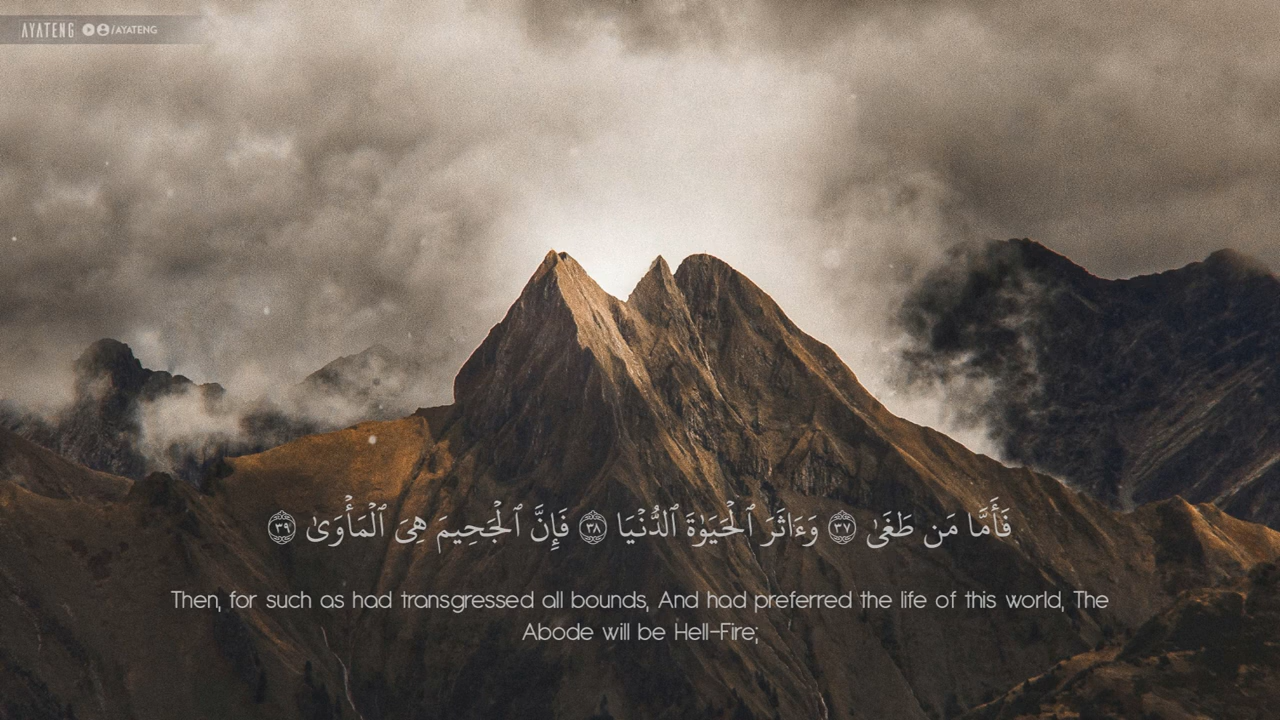 AYATENG /AYATENG
فَأَمَّا مَن طَغَىٰ ٣٧ وَءَاثَرَ ٱلْحَيَوٰةَ ٱلدُّنْيَا ٣٨ فَإِنَّ ٱلْجَحِيمَ هِىَ ٱلْمَأْوَىٰ ٣٩
Then, for such as had transgressed all bounds, And had preferred the life of this world, The
Abode will be Hell-Fire;